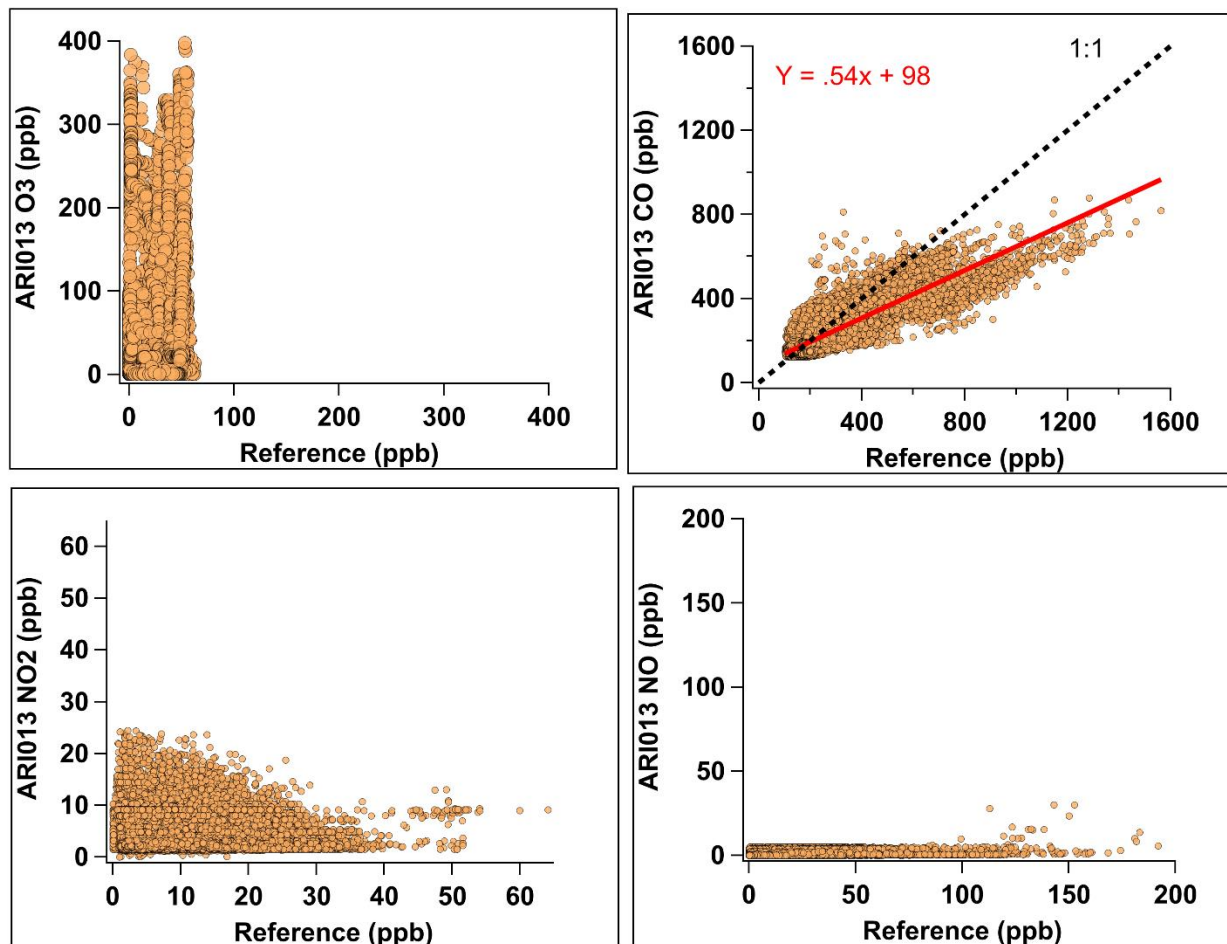 400
300
200
100
0
ARI013 O3 (ppb)
0 100 200 300 400
Reference (ppb)
1600
1200
800
400
0
ARI013 CO (ppb)
Y = .54x + 98
1:1
0 400 800 1200 1600
Reference (ppb)
60
50
40
30
20
10
0
ARI013 NO2 (ppb)
0 10 20 30 40 50 60
Reference (ppb)
200
150
100
50
0
ARI013 NO (ppb)
0 50 100 150 200
Reference (ppb)